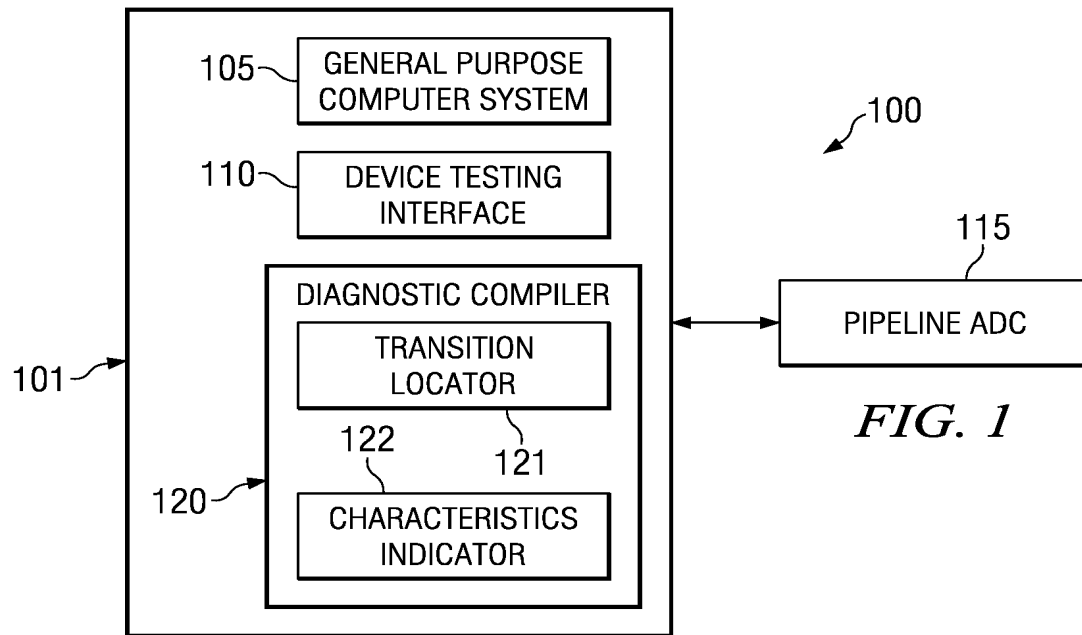 105
GENERAL PURPOSE
COMPUTER SYSTEM
100
110
DEVICE TESTING
INTERFACE
115
PIPELINE ADC
DIAGNOSTIC COMPILER
TRANSITION
LOCATOR
101
121
122
120
CHARACTERISTICS
INDICATOR
FIG. 1